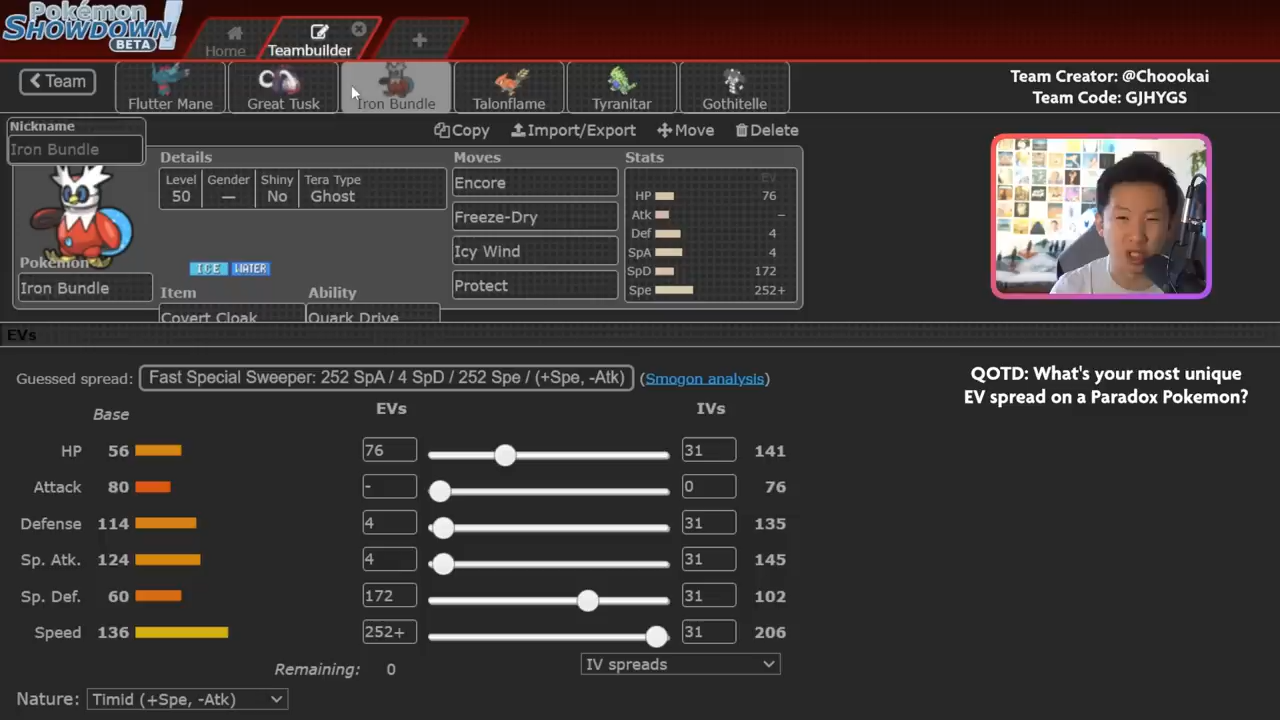 Pokémon
SHOWDOWN!
BETA
Home
Teambuilder
Team
Flutter Mane
Great Tusk
Iron Bundle
Talonflame
Tyranitar
Gothitelle
Team Creator: @Choookai
Team Code: GJHYGS
Nickname
Iron Bundle
Copy
Import/Export
Move
Delete
Details
Level
50
Gender
—
Shiny
No
Tera Type
Ghost
Moves
Encore
Freeze-Dry
Icy Wind
Protect
Stats
EV
HP 76
Atk –
Def 4
SpA 4
SpD 172
Spe 252+
Pokémon
Iron Bundle
ICE WATER
Item
Covert Cloak
Ability
Quark Drive
EVs
Guessed spread: Fast Special Sweeper: 252 SpA / 4 SpD / 252 Spe / (+Spe, -Atk) (Smogon analysis)
QOTD: What's your most unique
EV spread on a Paradox Pokemon?
Base EVs IVs
HP 56 76 31 141
Attack 80 - 0 76
Defense 114 4 31 135
Sp. Atk. 124 4 31 145
Sp. Def. 60 172 31 102
Speed 136 252+ 31 206
Remaining: 0
IV spreads
Nature: Timid (+Spe, -Atk)